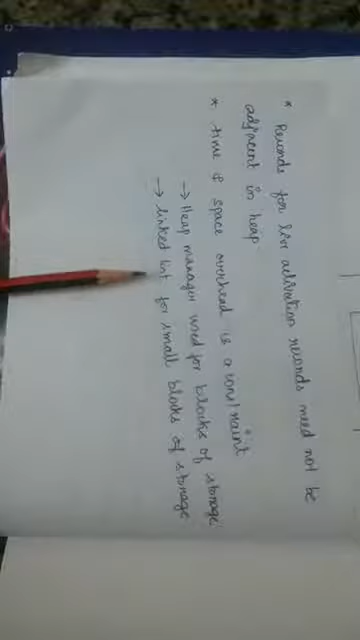 * Records for live activation records need not be
adjacent in heap
* time & space overhead is a constraint
→ Heap manager used for blocks of storage
→ linked list for small blocks of storage